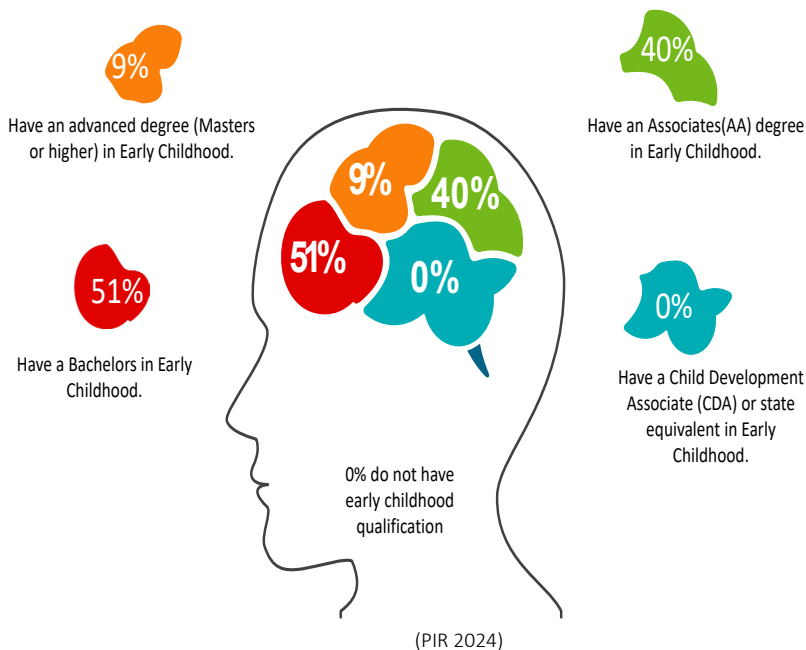 9%
Have an advanced degree (Masters
or higher) in Early Childhood.
40%
Have an Associates(AA) degree
in Early Childhood.
9%
40%
51%
0%
51%
Have a Bachelors in Early
Childhood.
0%
Have a Child Development
Associate (CDA) or state
equivalent in Early
Childhood.
0% do not have
early childhood
qualification
(PIR 2024)